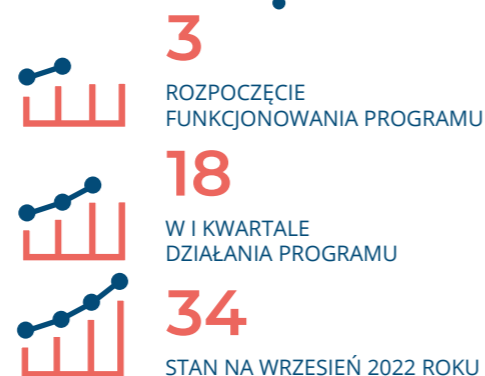 3
ROZPOCZĘCIE
FUNKCJONOWANIA PROGRAMU
18
W I KWARTALE
DZIAŁANIA PROGRAMU
34
STAN NA WRZESIEŃ 2022 ROKU